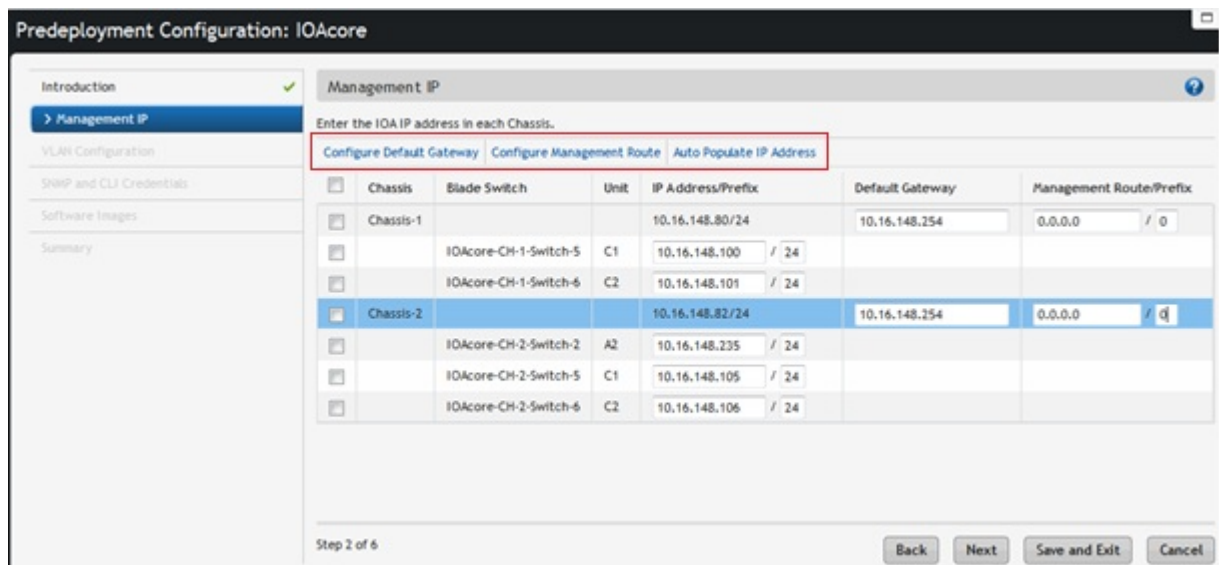 Predeployment Configuration: IOAcore
Introduction
> Management IP
VLAN Configuration
SNMP and CLI Credentials
Software Images
Summary
Management IP
?
Enter the IOA IP address in each Chassis.
Configure Default Gateway Configure Management Route Auto Populate IP Address
Chassis Blade Switch Unit IP Address/Prefix Default Gateway Management Route/Prefix
Chassis-1 10.16.148.80/24 10.16.148.254 0.0.0.0 / 0
IOAcore-CH-1-Switch-5 C1 10.16.148.100 / 24
IOAcore-CH-1-Switch-6 C2 10.16.148.101 / 24
Chassis-2 10.16.148.82/24 10.16.148.254 0.0.0.0 / 0
IOAcore-CH-2-Switch-2 A2 10.16.148.235 / 24
IOAcore-CH-2-Switch-5 C1 10.16.148.105 / 24
IOAcore-CH-2-Switch-6 C2 10.16.148.106 / 24
Step 2 of 6
Back Next Save and Exit Cancel